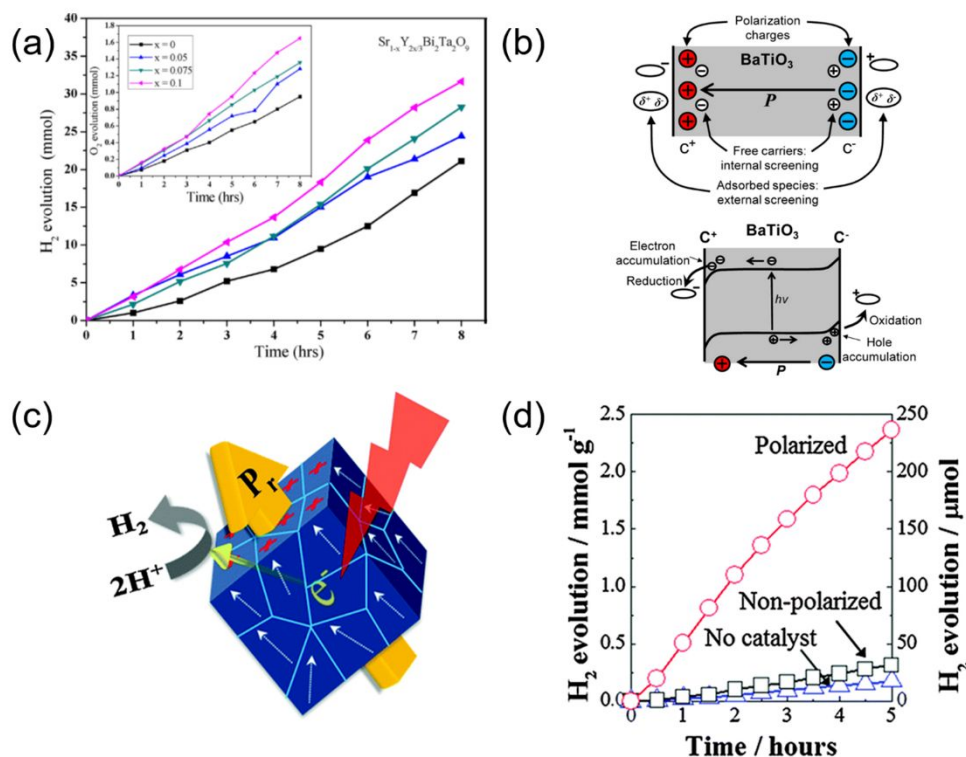 (a)
H₂ evolution (mmol)
40
35
30
25
20
15
10
5
0
0 1 2 3 4 5 6 7 8
Time (hrs)
Sr₁₋ₓY₂ₓ/₃Bi₂Ta₂O₉
O₂ evolution (mmol)
1.8
1.6
1.4
1.2
1.0
0.8
0.6
0.4
0.2
0.0
0 1 2 3 4 5 6 7 8
Time (hrs)
x = 0
x = 0.05
x = 0.075
x = 0.1
(b)
Polarization
charges
BaTiO₃
P
δ⁺ δ⁻
δ⁺ δ⁻
C⁺
C⁻
Free carriers:
internal screening
Adsorbed species:
external screening
C⁺
BaTiO₃
C⁻
Electron
accumulation
Reduction
hν
Oxidation
Hole
accumulation
P
(c)
Pᵣ
H₂
2H⁺
e⁻
(d)
H₂ evolution / mmol g⁻¹
2.5
2.0
1.5
1.0
0.5
0.0
Polarized
Non-polarized
No catalyst
250
200
150
100
50
0
H₂ evolution / μmol
0 1 2 3 4 5
Time / hours